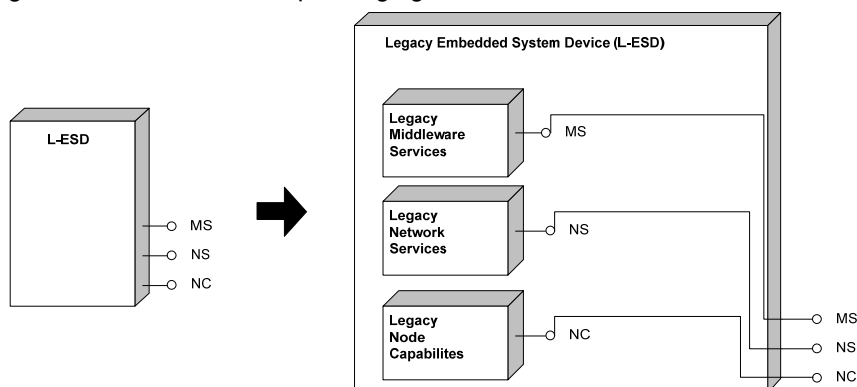 L-ESD
MS
NS
NC
Legacy Embedded System Device (L-ESD)
Legacy
Middleware
Services
MS
Legacy
Network
Services
NS
Legacy
Node
Capabilites
NC
MS
NS
NC